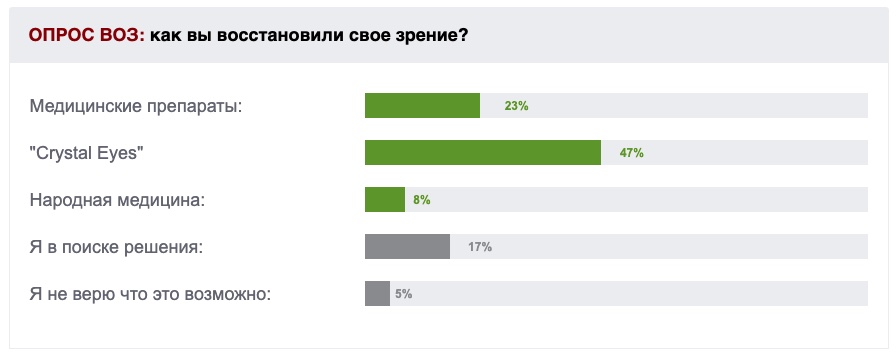 ОПРОС ВОЗ: как вы восстановили свое зрение?
Медицинские препараты: 23%
"Crystal Eyes" 47%
Народная медицина: 8%
Я в поиске решения: 17%
Я не верю что это возможно: 5%